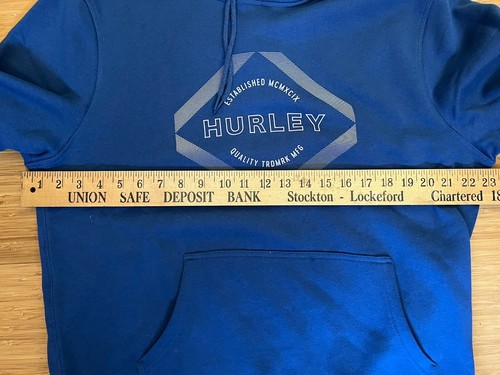 ESTABLISHED MCMXCIX
HURLEY
QUALITY TRDMRK MFG
1 2 3 4 5 6 7 8 9 10 11 12 13 14 15 16 17 18 19 20 21 22 23
UNION SAFE DEPOSIT BANK Stockton - Lockeford Chartered 18